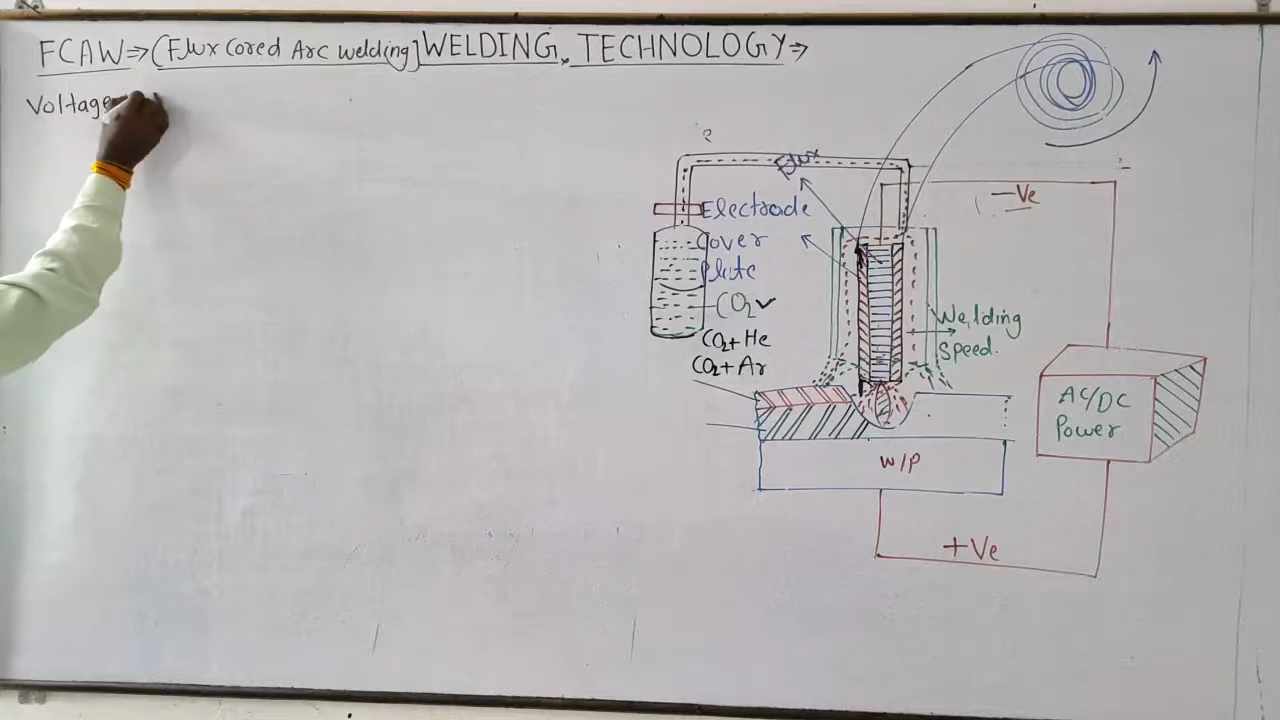 FCAW⇒(Flux Cored Arc welding] WELDING, TECHNOLOGY⇒
Voltage
Flux
-Ve
Electrode
Cover
Plate
CO2✓
CO2+He
CO2+Ar
Welding
Speed.
AC/DC
Power
W/P
+Ve